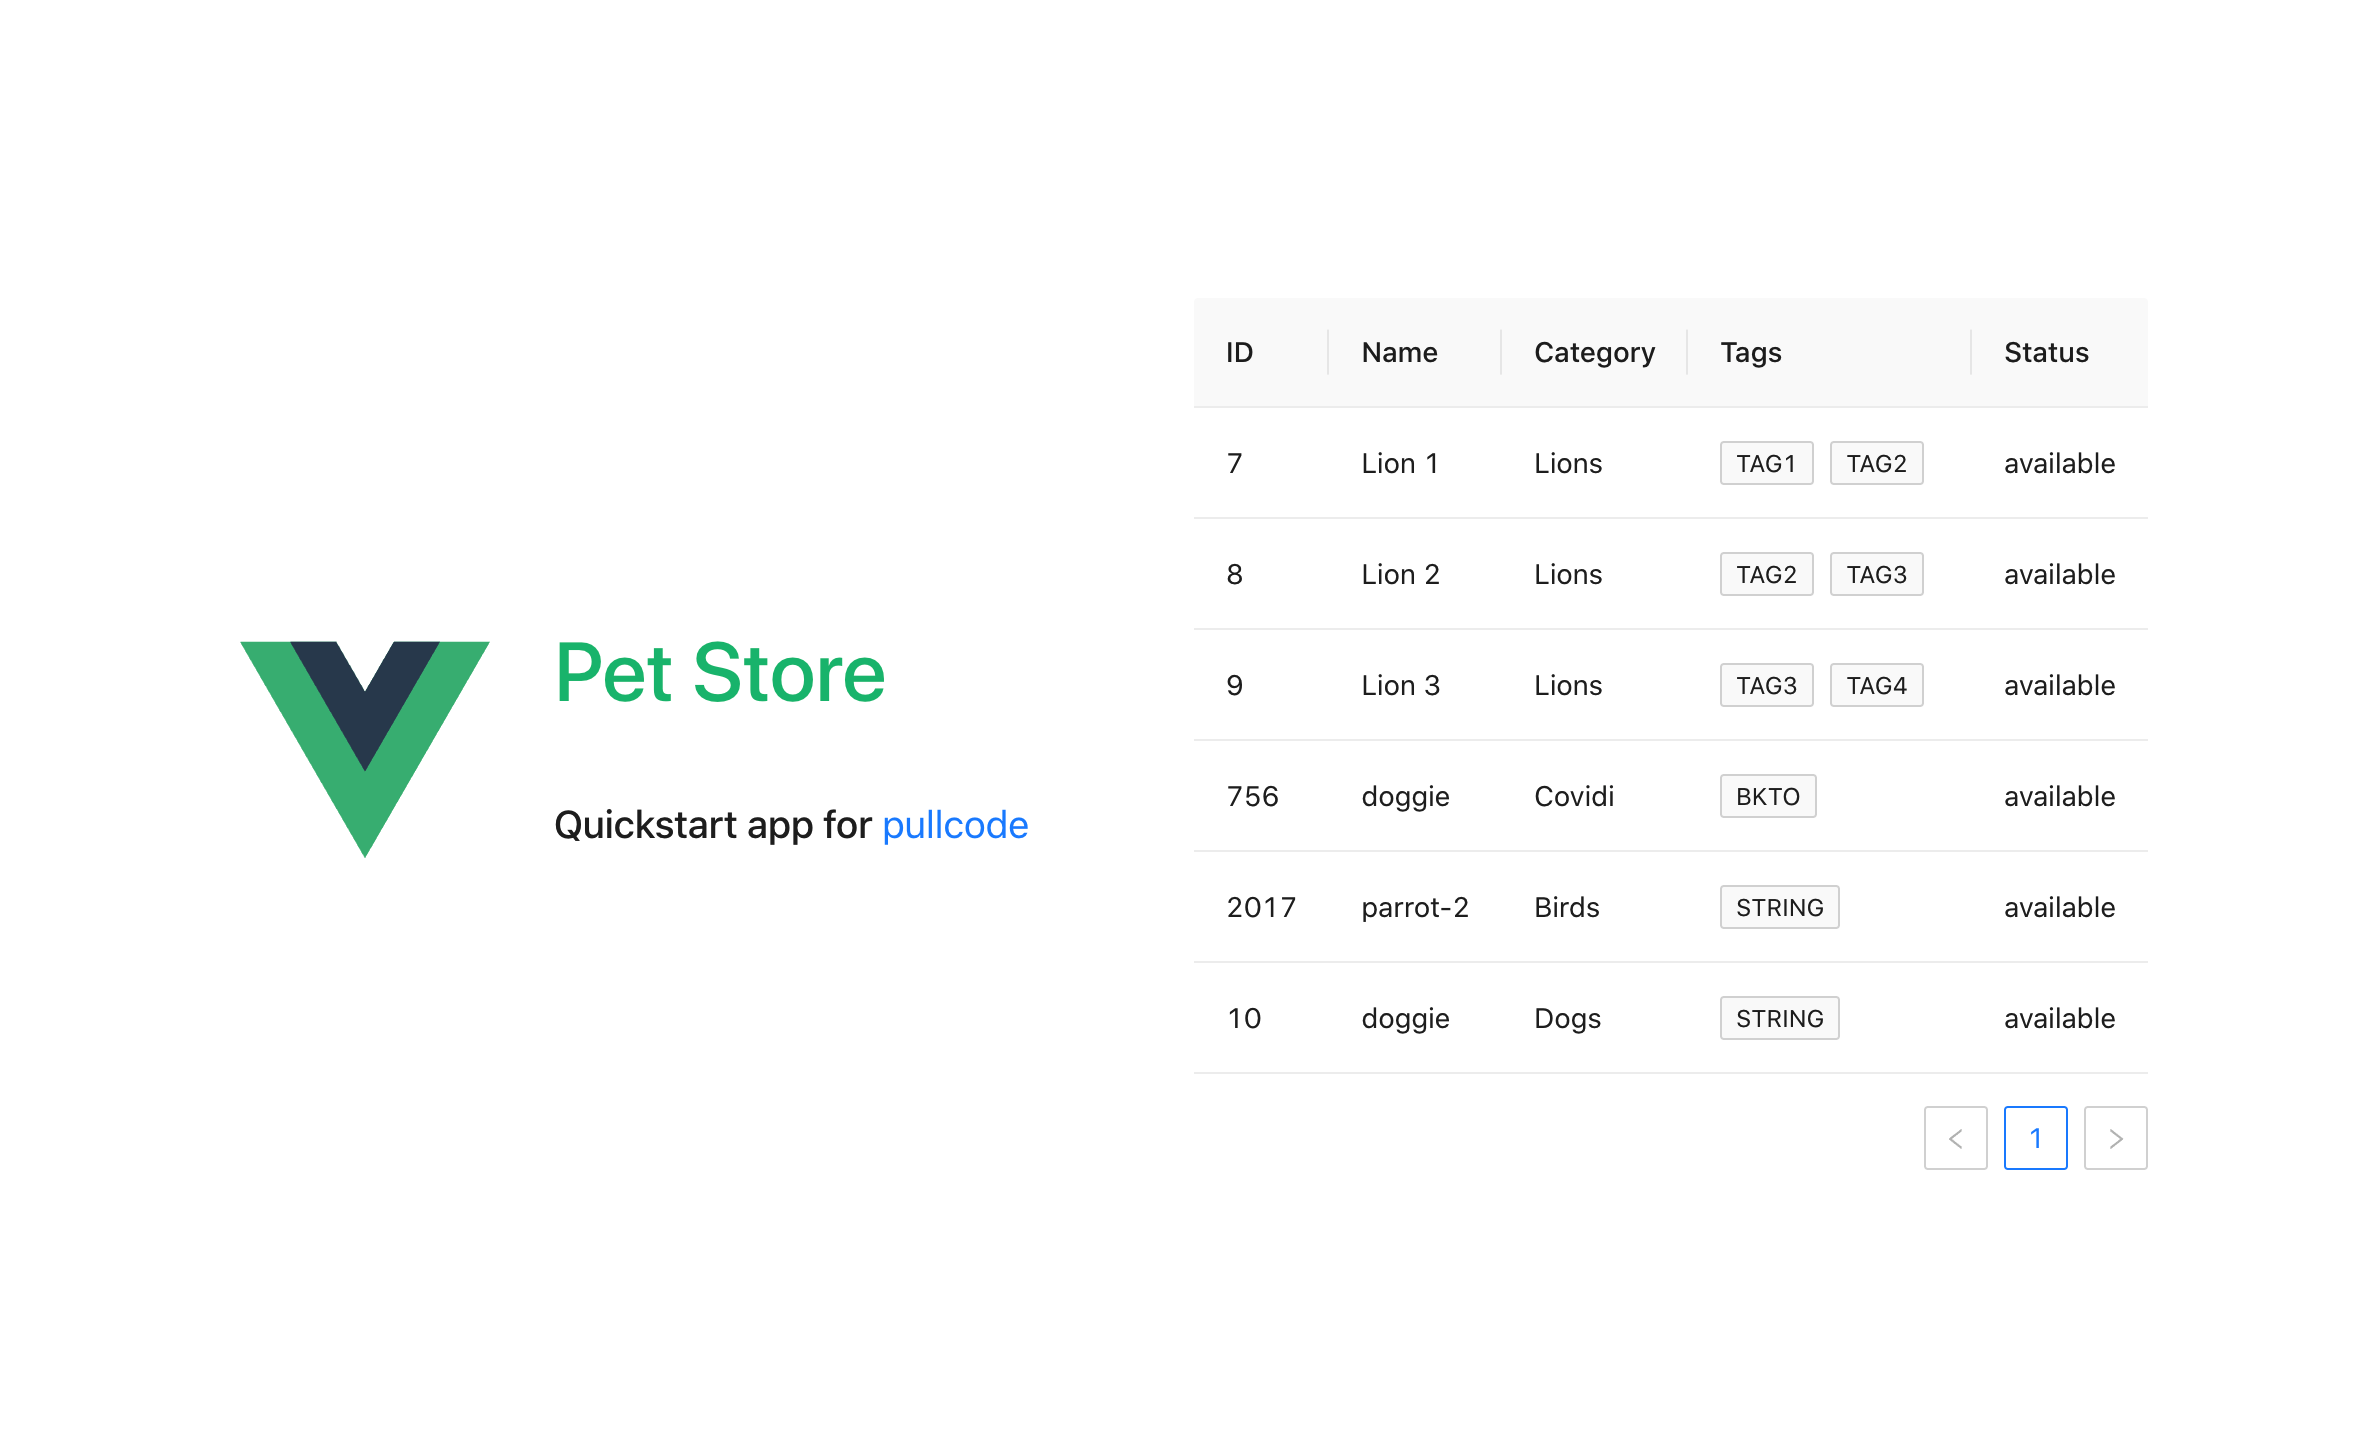 Pet Store
Quickstart app for pullcode
ID Name Category Tags Status
7 Lion 1 Lions TAG1 TAG2 available
8 Lion 2 Lions TAG2 TAG3 available
9 Lion 3 Lions TAG3 TAG4 available
756 doggie Covidi BKTO available
2017 parrot-2 Birds STRING available
10 doggie Dogs STRING available
< 1 >